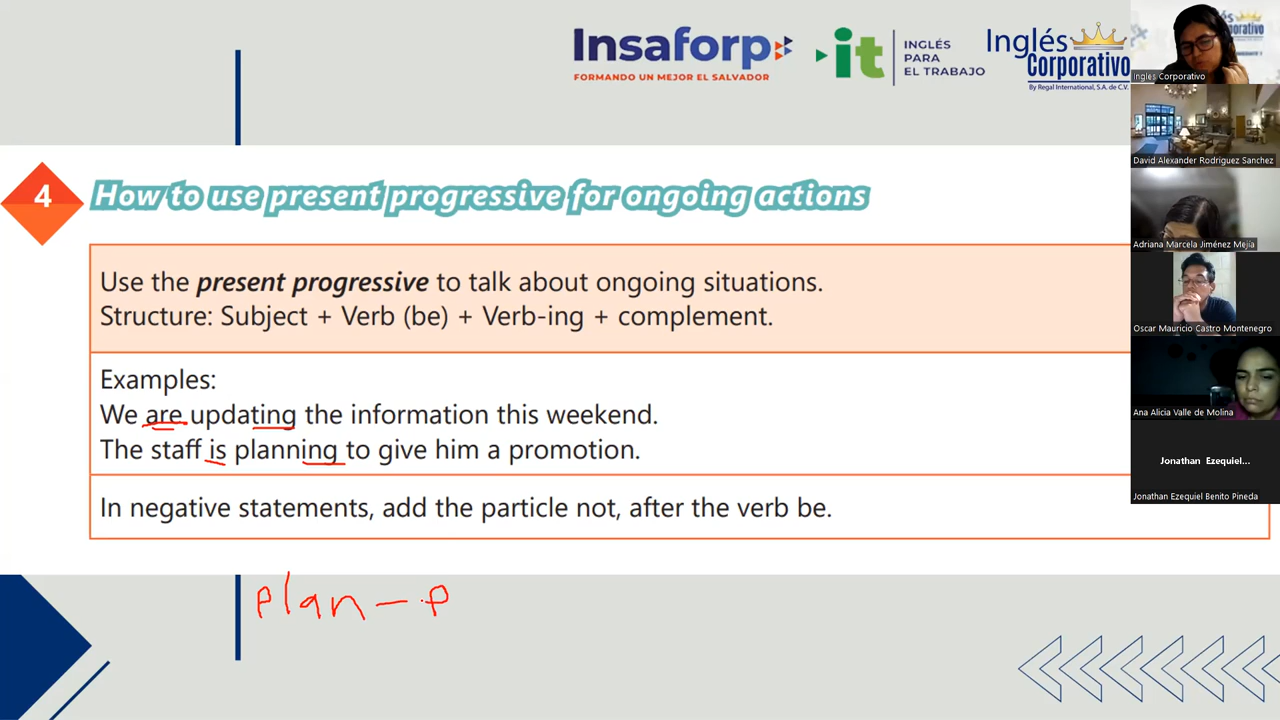 Insaforp
FORMANDO UN MEJOR EL SALVADOR
it
INGLÉS
PARA
EL TRABAJO
Inglés
Corporativo
By Regal International, S.A. de C.V.
4
How to use present progressive for ongoing actions
Use the present progressive to talk about ongoing situations.
Structure: Subject + Verb (be) + Verb-ing + complement.
Examples:
We are updating the information this weekend.
The staff is planning to give him a promotion.
In negative statements, add the particle not, after the verb be.
plan - p
Ingles Corporativo
David Alexander Rodriguez Sanchez
Adriana Marcela Jiménez Mejía
Oscar Mauricio Castro Montenegro
Ana Alicia Valle de Molina
Jonathan Ezequiel...
Jonathan Ezequiel Benito Pineda